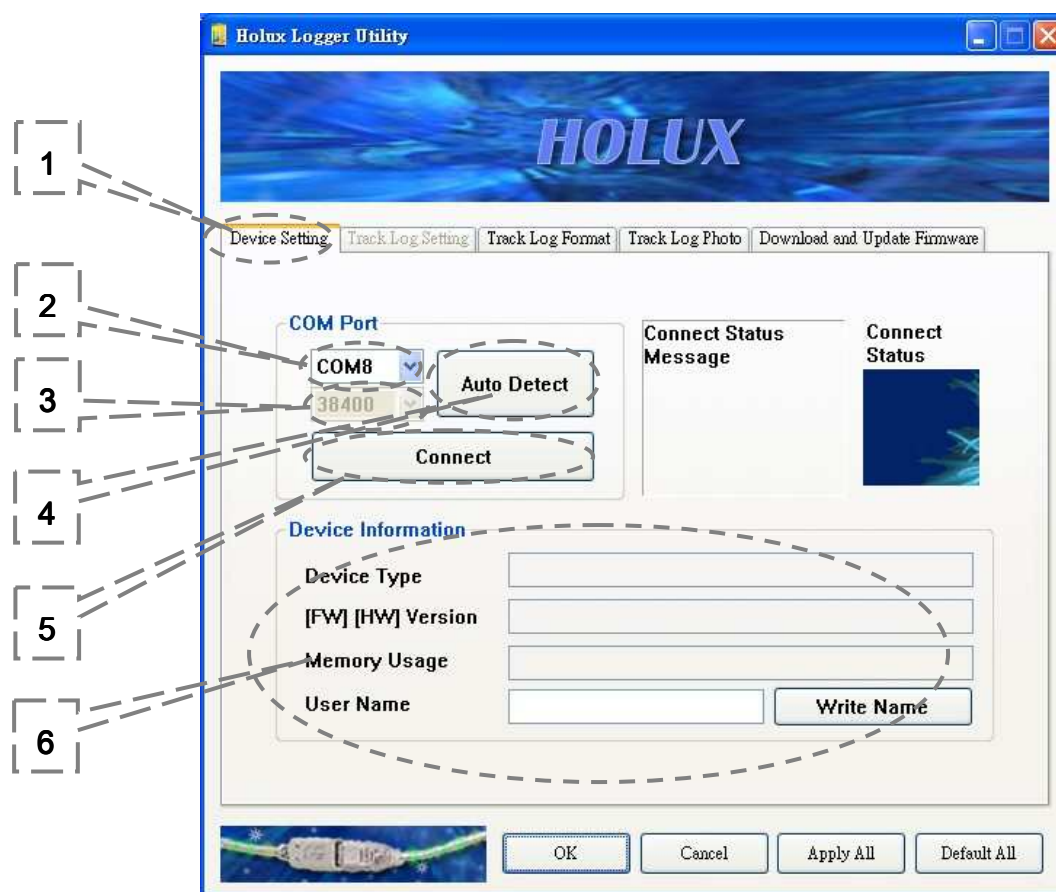 Holux Logger Utility
HOLUX
1
Device Setting Track Log Setting Track Log Format Track Log Photo Download and Update Firmware
2
COM Port
COM8
Auto Detect
3
38400
Connect
4
Connect Status
Message
Connect
Status
Device Information
Device Type
5
[FW] [HW] Version
Memory Usage
6
User Name
Write Name
OK Cancel Apply All Default All